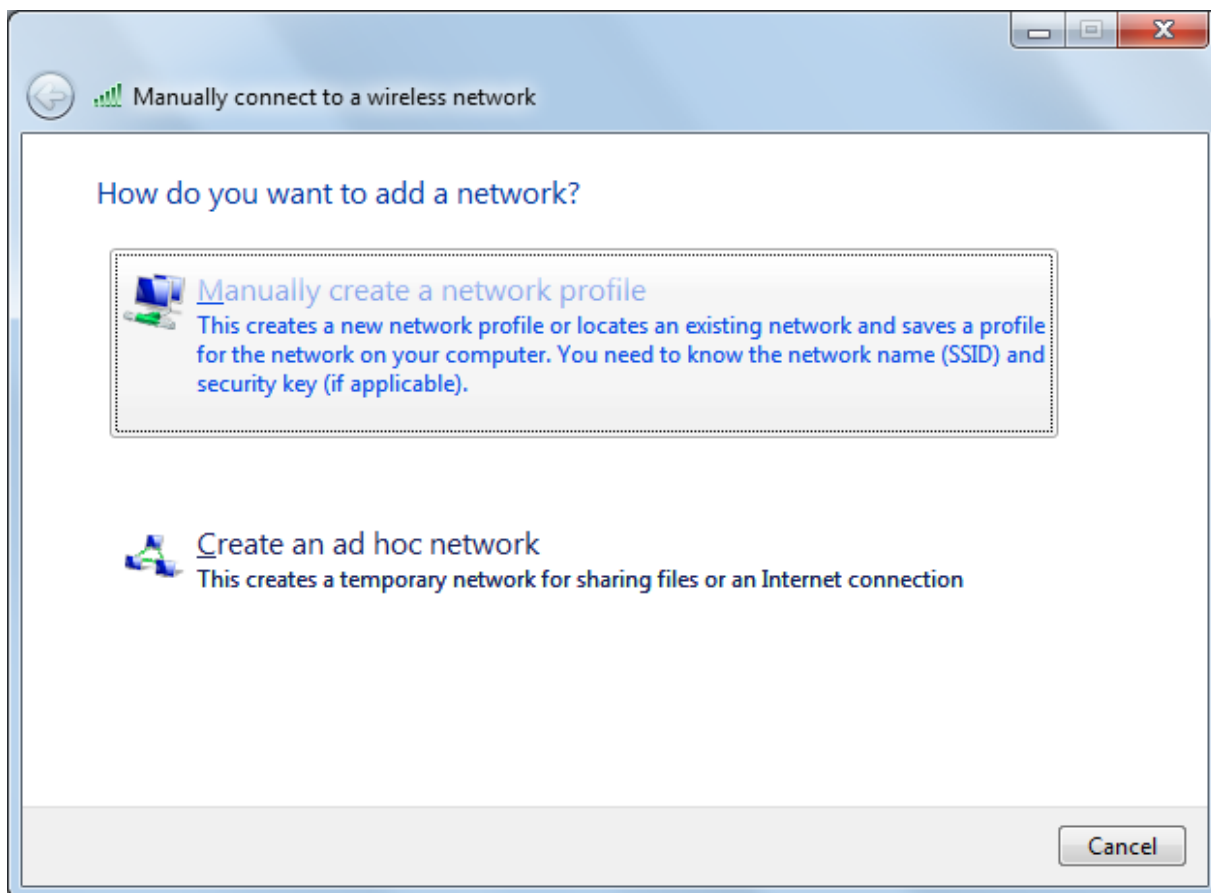 Manually connect to a wireless network
How do you want to add a network?
Manually create a network profile
This creates a new network profile or locates an existing network and saves a profile
for the network on your computer. You need to know the network name (SSID) and
security key (if applicable).
Create an ad hoc network
This creates a temporary network for sharing files or an Internet connection
Cancel